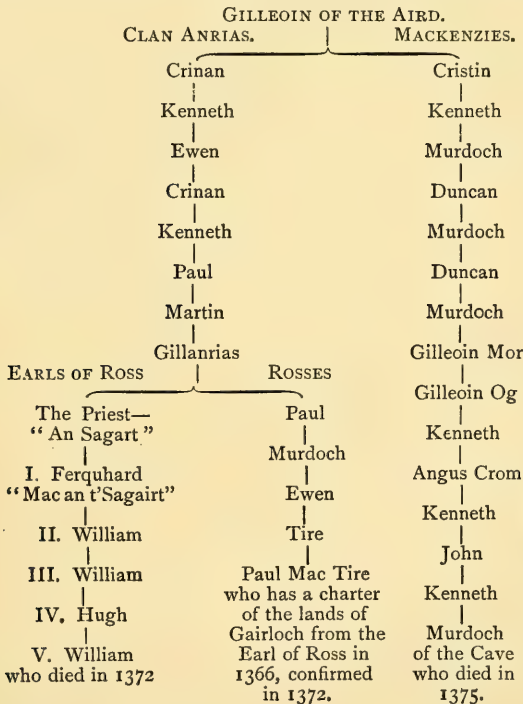 GILLEOIN OF THE AIRD.
CLAN ANRIAS. MACKENZIES.
Crinan Cristin
Kenneth Kenneth
Ewen Murdoch
Crinan Duncan
Kenneth Murdoch
Paul Duncan
Martin Murdoch
Gillanrias Gilleoin Mor
EARLS OF ROSS ROSSES Gilleoin Og
The Priest— Paul
"An Sagart" Kenneth
Murdoch
I. Ferquhard Angus Crom
"Mac an t'Sagairt" Ewen
Kenneth
II. William Tire
John
III. William Paul Mac Tire
who has a charter Kenneth
IV. Hugh of the lands of
Gairloch from the
V. William Earl of Ross in Murdoch
who died in 1372 1366, confirmed
in 1372.
of the Cave
who died in
1375.